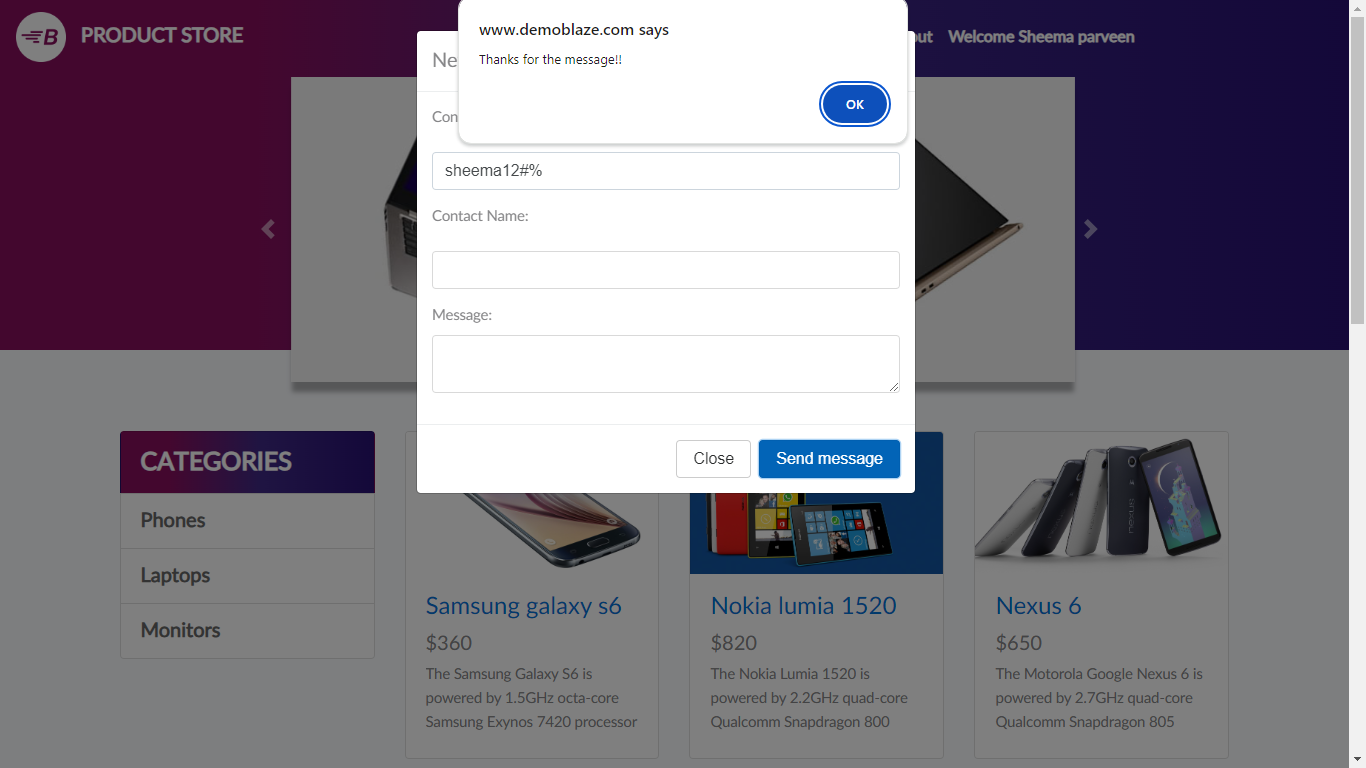 B PRODUCT STORE
www.demoblaze.com says
Thanks for the message!!
OK
out Welcome Sheema parveen
Ne
Con
sheema12#%
Contact Name:
Message:
Close Send message
CATEGORIES
Phones
Laptops
Monitors
Samsung galaxy s6
$360
The Samsung Galaxy S6 is
powered by 1.5GHz octa-core
Samsung Exynos 7420 processor
Nokia lumia 1520
$820
The Nokia Lumia 1520 is
powered by 2.2GHz quad-core
Qualcomm Snapdragon 800
nexus
Nexus 6
$650
The Motorola Google Nexus 6 is
powered by 2.7GHz quad-core
Qualcomm Snapdragon 805